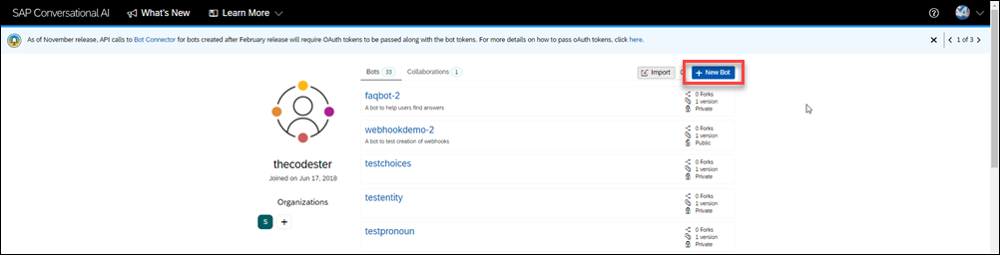 SAP Conversational AI What's New Learn More
As of November release, API calls to Bot Connector for bots created after February release will require OAuth tokens to be passed along with the bot tokens. For more details on how to pass oAuth tokens, click here.
1 of 3
Bots 33 Collaborations 1 Import + New Bot
faqbot-2
A bot to help users find answers
0 Forks
1 version
Private
webhookdemo-2
A bot to test creation of webhooks
0 Forks
1 version
Public
testchoices
0 Forks
1 version
Private
testentity
0 Forks
1 version
Private
testpronoun
0 Forks
1 version
Private
thecodester
Joined on Jun 17, 2018
Organizations
S +